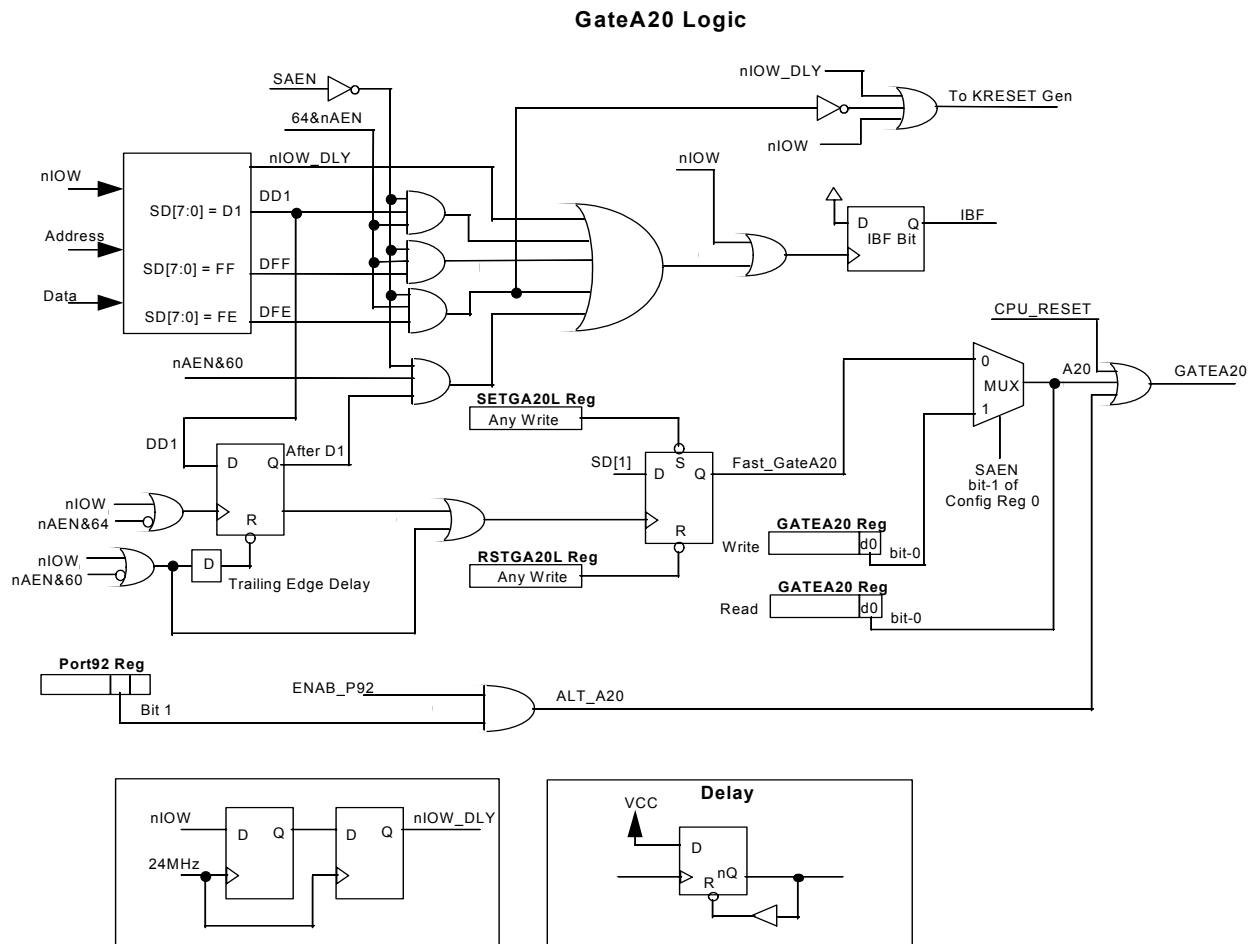 GateA20 Logic
SAEN
64&nAEN
nIOW_DLY
nIOW_DLY
To KRESET Gen
nIOW
nIOW
nIOW
Address
Data
SD[7:0] = D1
SD[7:0] = FF
SD[7:0] = FE
DD1
DFF
DFE
D Q
IBF Bit
IBF
nAEN&60
DD1
D Q
R
After D1
nIOW
nAEN&64
nIOW
nAEN&60
D
Trailing Edge Delay
SETGA20L Reg
Any Write
SD[1]
S
D Q
R
Fast_GateA20
RSTGA20L Reg
Any Write
CPU_RESET
0
MUX
1
A20
GATEA20
SAEN
bit-1 of
Config Reg 0
GATEA20 Reg
Write
d0
bit-0
GATEA20 Reg
Read
d0
bit-0
Port92 Reg
Bit 1
ENAB_P92
ALT_A20
nIOW
D Q
D Q
nIOW_DLY
24MHz
Delay
VCC
D
R nQ